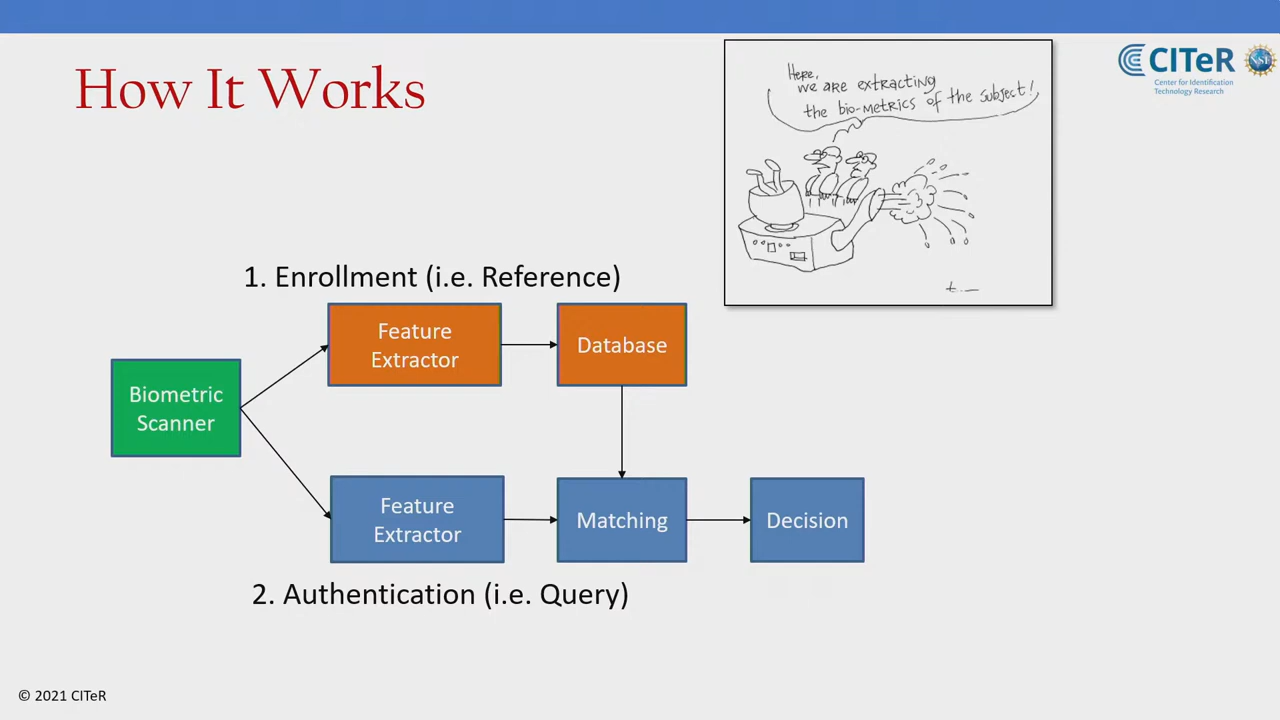 How It Works
Here,
we are extracting
the bio-metrics of the subject!
CITeR
Center for Identification
Technology Research
NSF
1. Enrollment (i.e. Reference)
Feature
Extractor
Database
Biometric
Scanner
Feature
Extractor
Matching
Decision
2. Authentication (i.e. Query)
© 2021 CITeR